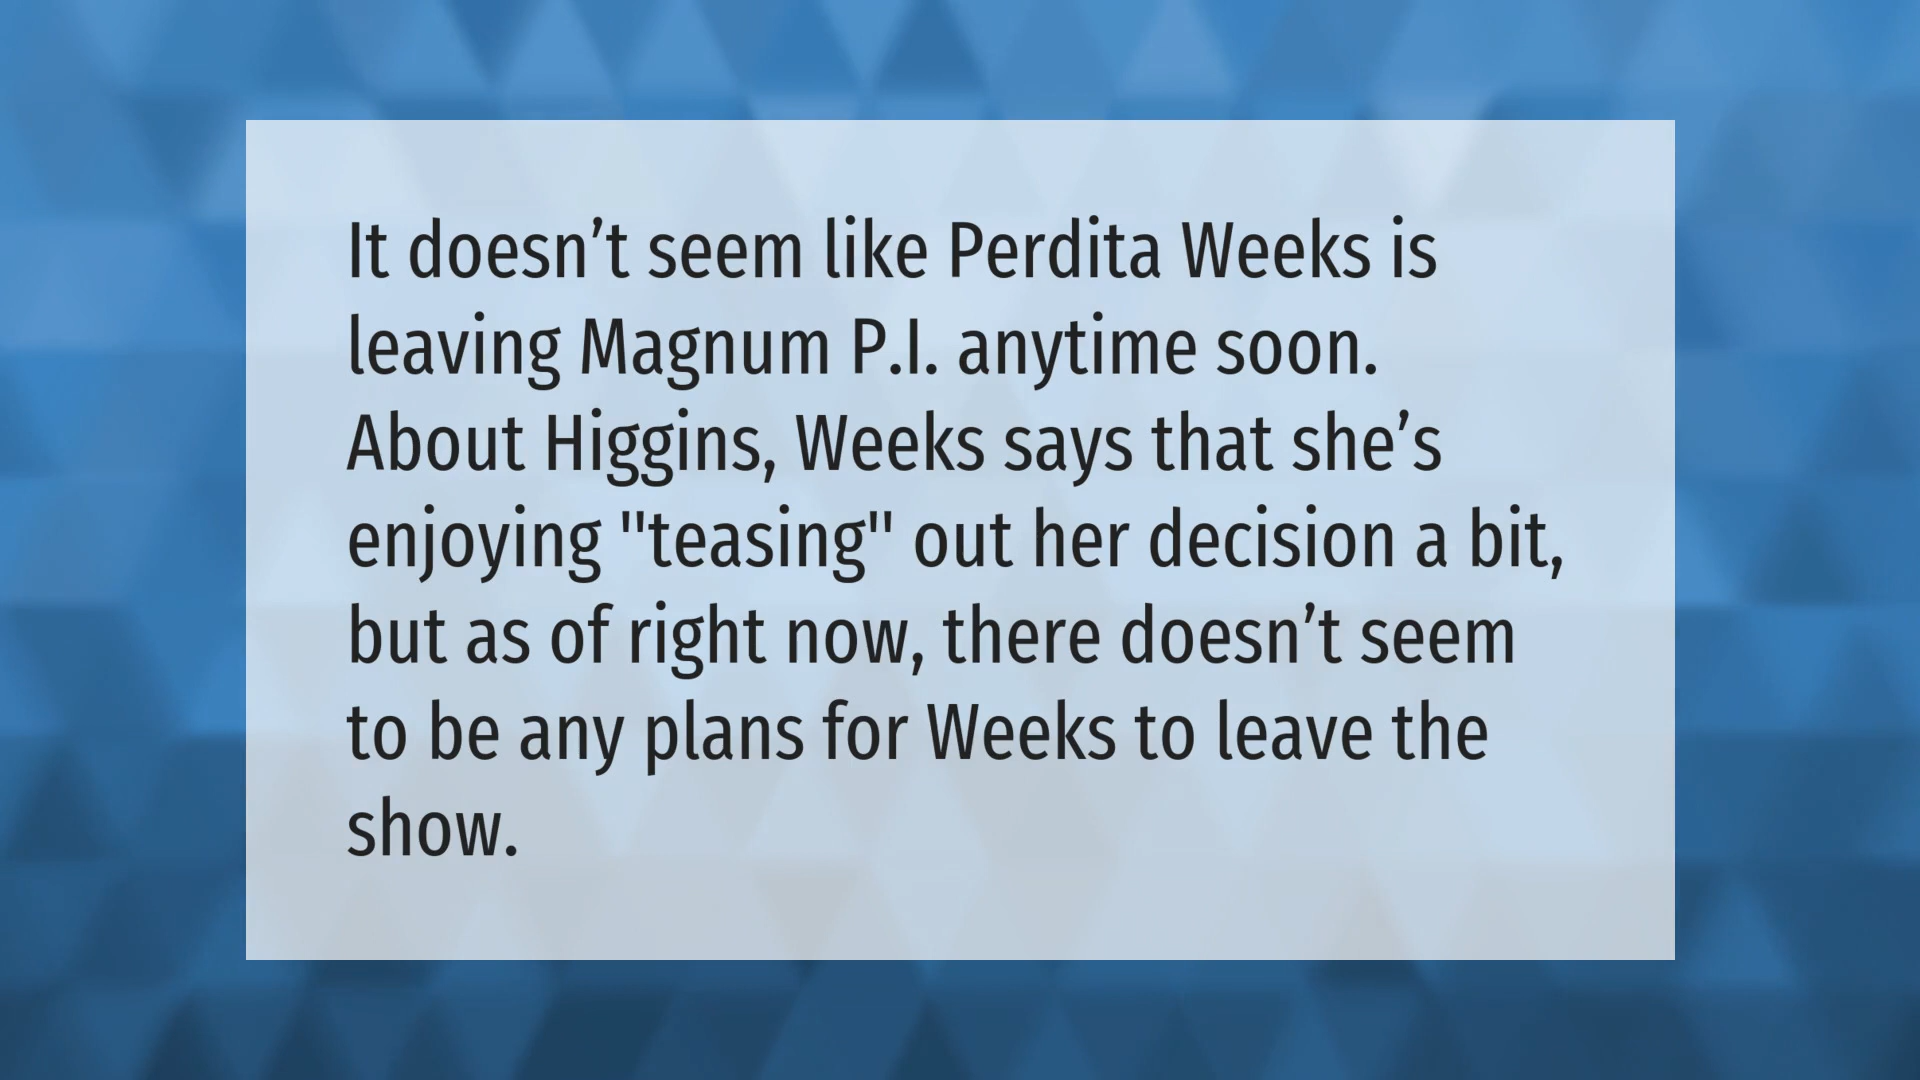 It doesn’t seem like Perdita Weeks is
leaving Magnum P.I. anytime soon.
About Higgins, Weeks says that she’s
enjoying "teasing" out her decision a bit,
but as of right now, there doesn’t seem
to be any plans for Weeks to leave the
show.